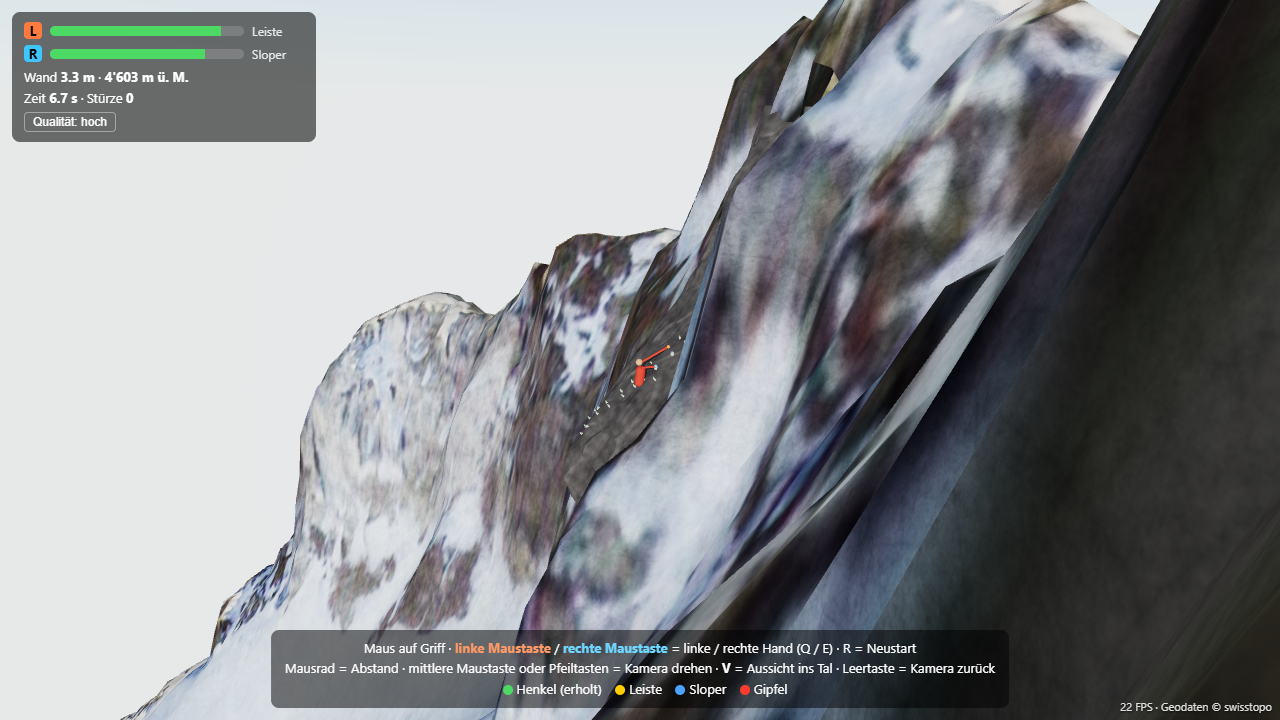 L Leiste
R Sloper
Wand 3.3 m · 4'603 m ü. M.
Zeit 6.7 s · Stürze 0
Qualität: hoch
Maus auf Griff · linke Maustaste / rechte Maustaste = linke / rechte Hand (Q / E) · R = Neustart
Mausrad = Abstand · mittlere Maustaste oder Pfeiltasten = Kamera drehen · V = Aussicht ins Tal · Leertaste = Kamera zurück
Henkel (erholt) Leiste Sloper Gipfel
22 FPS · Geodaten © swisstopo